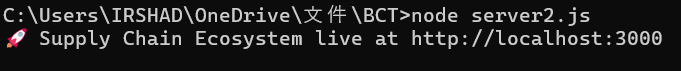 C:\Users\IRSHAD\OneDrive\文件\BCT>node server2.js
🚀 Supply Chain Ecosystem live at http://localhost:3000